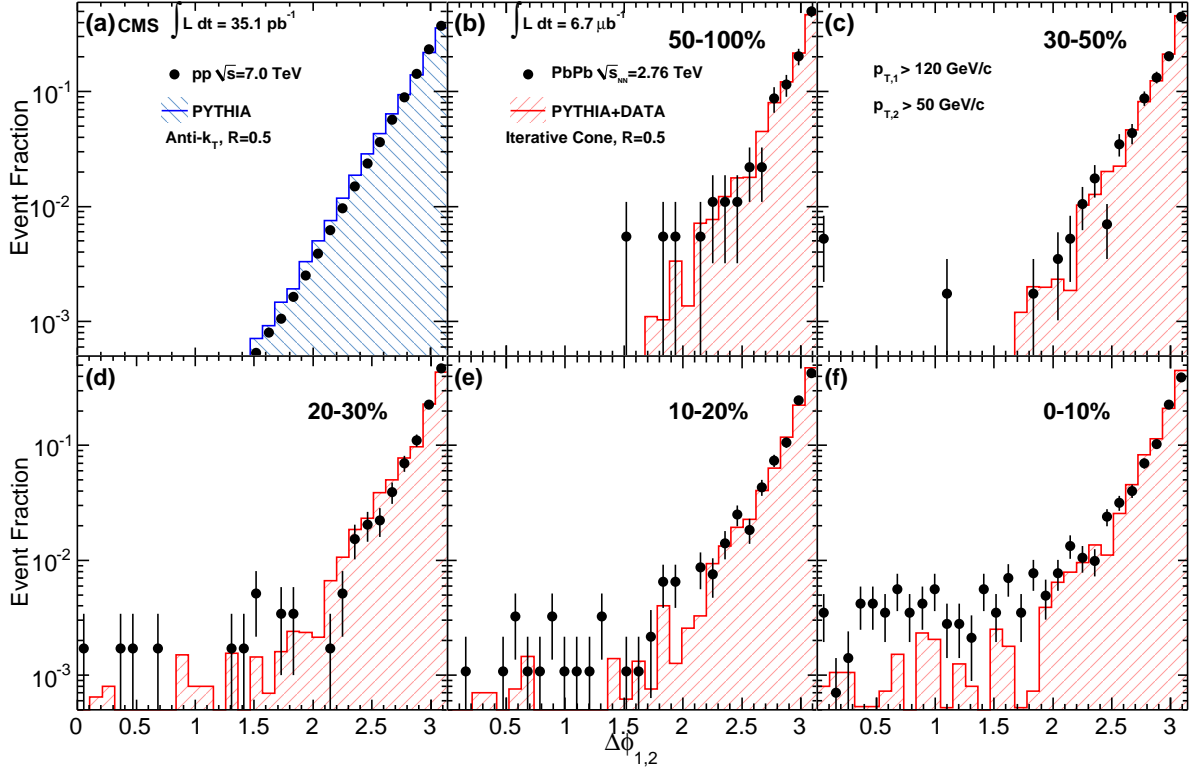 (a) CMS ∫L dt = 35.1 pb⁻¹
pp √s=7.0 TeV
PYTHIA
Anti-k_T, R=0.5
(b) ∫L dt = 6.7 μb⁻¹
50-100%
PbPb √s_NN=2.76 TeV
PYTHIA+DATA
Iterative Cone, R=0.5
(c)
30-50%
p_T,1 > 120 GeV/c
p_T,2 > 50 GeV/c
Event Fraction
10⁻¹
10⁻²
10⁻³
(d)
20-30%
(e)
10-20%
(f)
0-10%
Event Fraction
10⁻¹
10⁻²
10⁻³
0 0.5 1 1.5 2 2.5 3
0.5 1 1.5 2 2.5 3
0.5 1 1.5 2 2.5 3
Δϕ_1,2